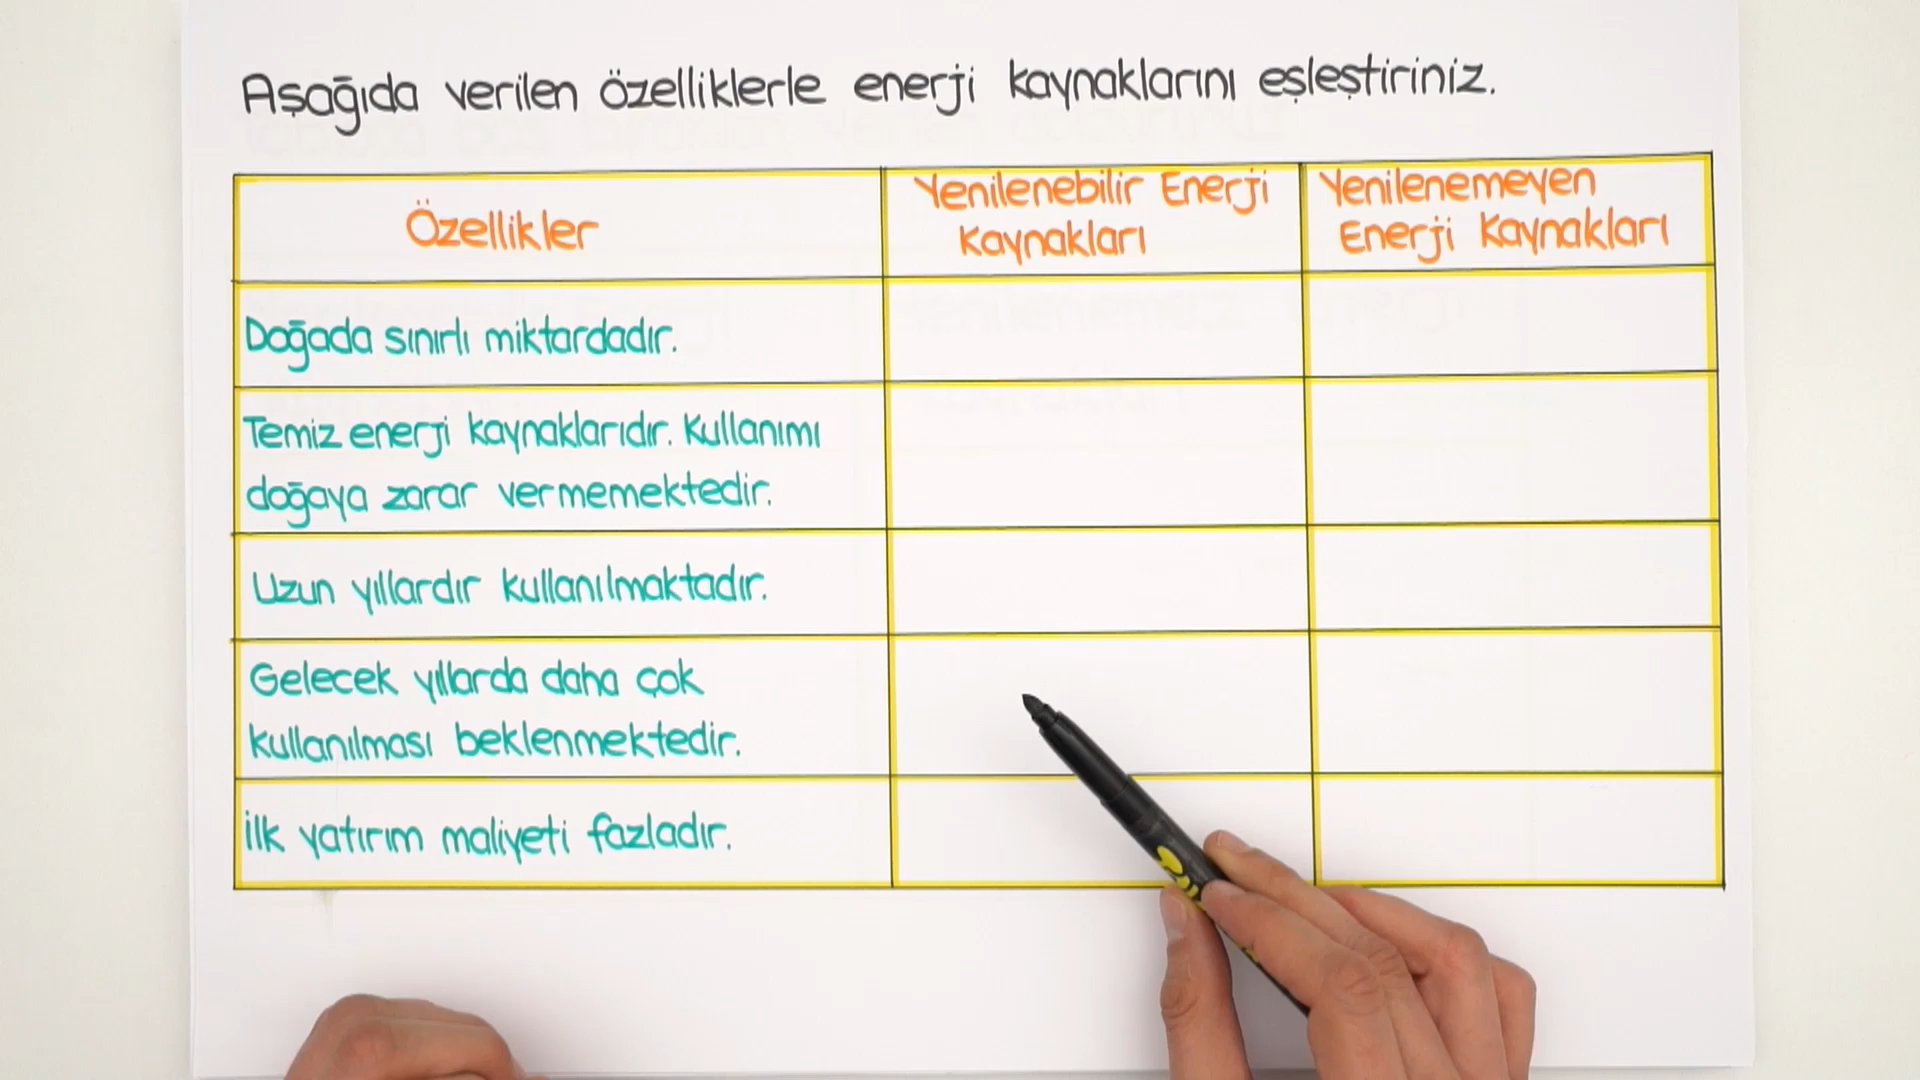 Aşağıda verilen özelliklerle enerji kaynaklarını eşleştiriniz.
Özellikler
Yenilenebilir Enerji
Kaynakları
Yenilenemeyen
Enerji Kaynakları
Doğada sınırlı miktardadır.
Temiz enerji kaynaklarıdır. Kullanımı
doğaya zarar vermemektedir.
Uzun yıllardır kullanılmaktadır.
Gelecek yıllarda daha çok
kullanılması beklenmektedir.
İlk yatırım maliyeti fazladır.